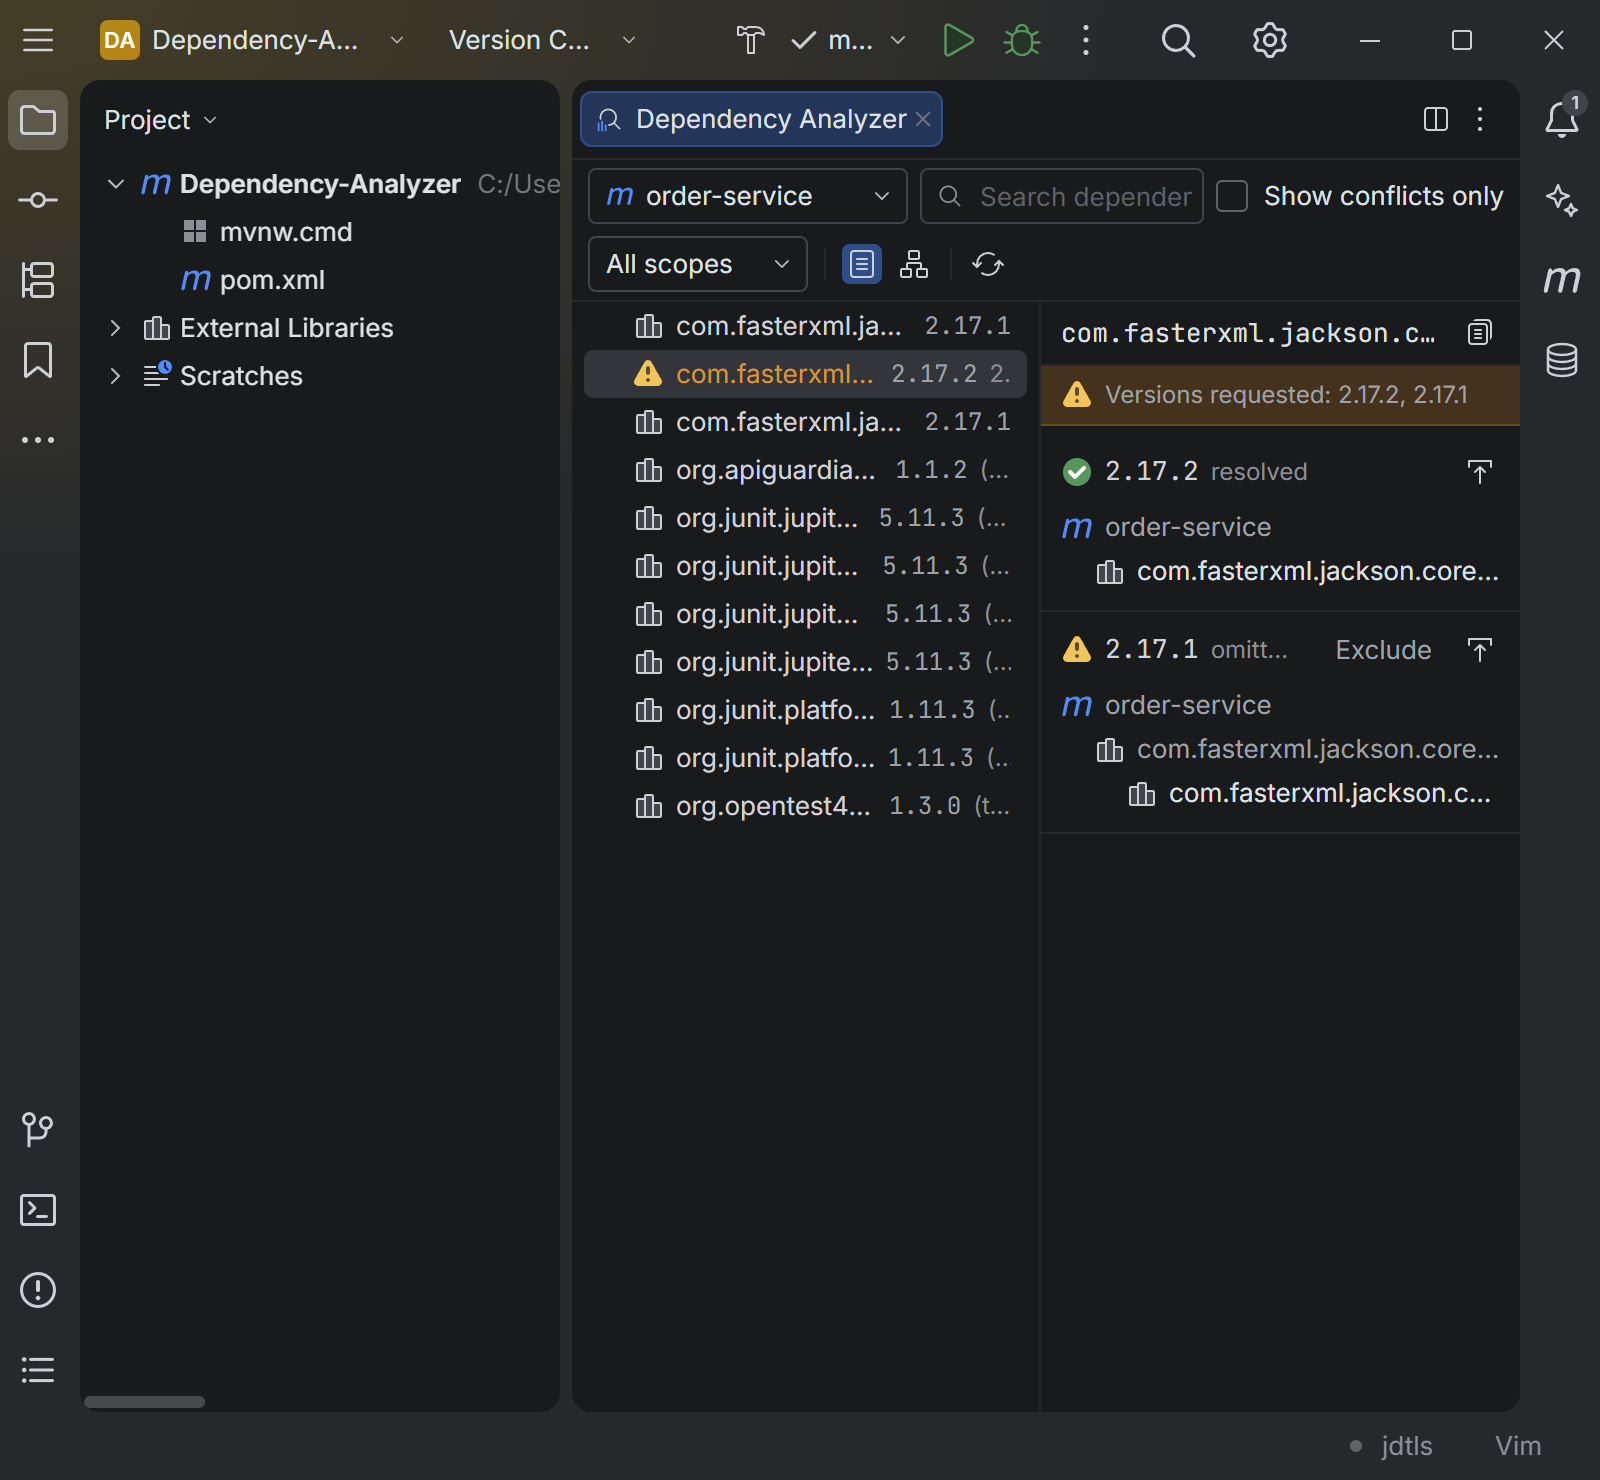 DA Dependency-A... Version C... m...
Project
Dependency-Analyzer C:/Use
mvnw.cmd
m pom.xml
External Libraries
Scratches
Dependency Analyzer
m order-service
Search depender
Show conflicts only
All scopes
com.fasterxml.ja... 2.17.1
com.fasterxml... 2.17.2 2.
com.fasterxml.ja... 2.17.1
org.apiguardia... 1.1.2 (...
org.junit.jupit... 5.11.3 (...
org.junit.jupit... 5.11.3 (...
org.junit.jupit... 5.11.3 (...
org.junit.jupite... 5.11.3 (...
org.junit.platfo... 1.11.3 (..
org.junit.platfo... 1.11.3 (..
org.opentest4... 1.3.0 (t...
com.fasterxml.jackson.c...
Versions requested: 2.17.2, 2.17.1
2.17.2 resolved
m order-service
com.fasterxml.jackson.core...
2.17.1 omitt... Exclude
m order-service
com.fasterxml.jackson.core...
com.fasterxml.jackson.c...
1
m
jdtls Vim